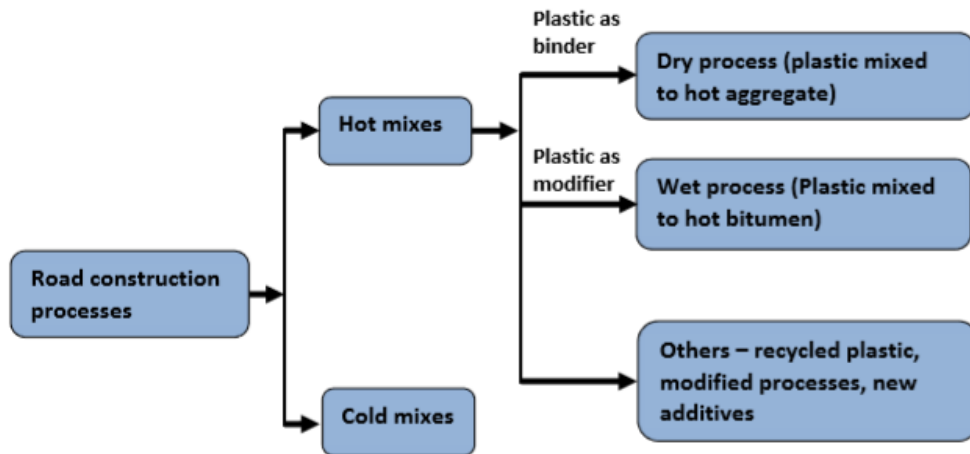 Plastic as
binder
Dry process (plastic mixed
to hot aggregate)
Hot mixes
Plastic as
modifier
Wet process (Plastic mixed
to hot bitumen)
Road construction
processes
Others – recycled plastic,
modified processes, new
additives
Cold mixes